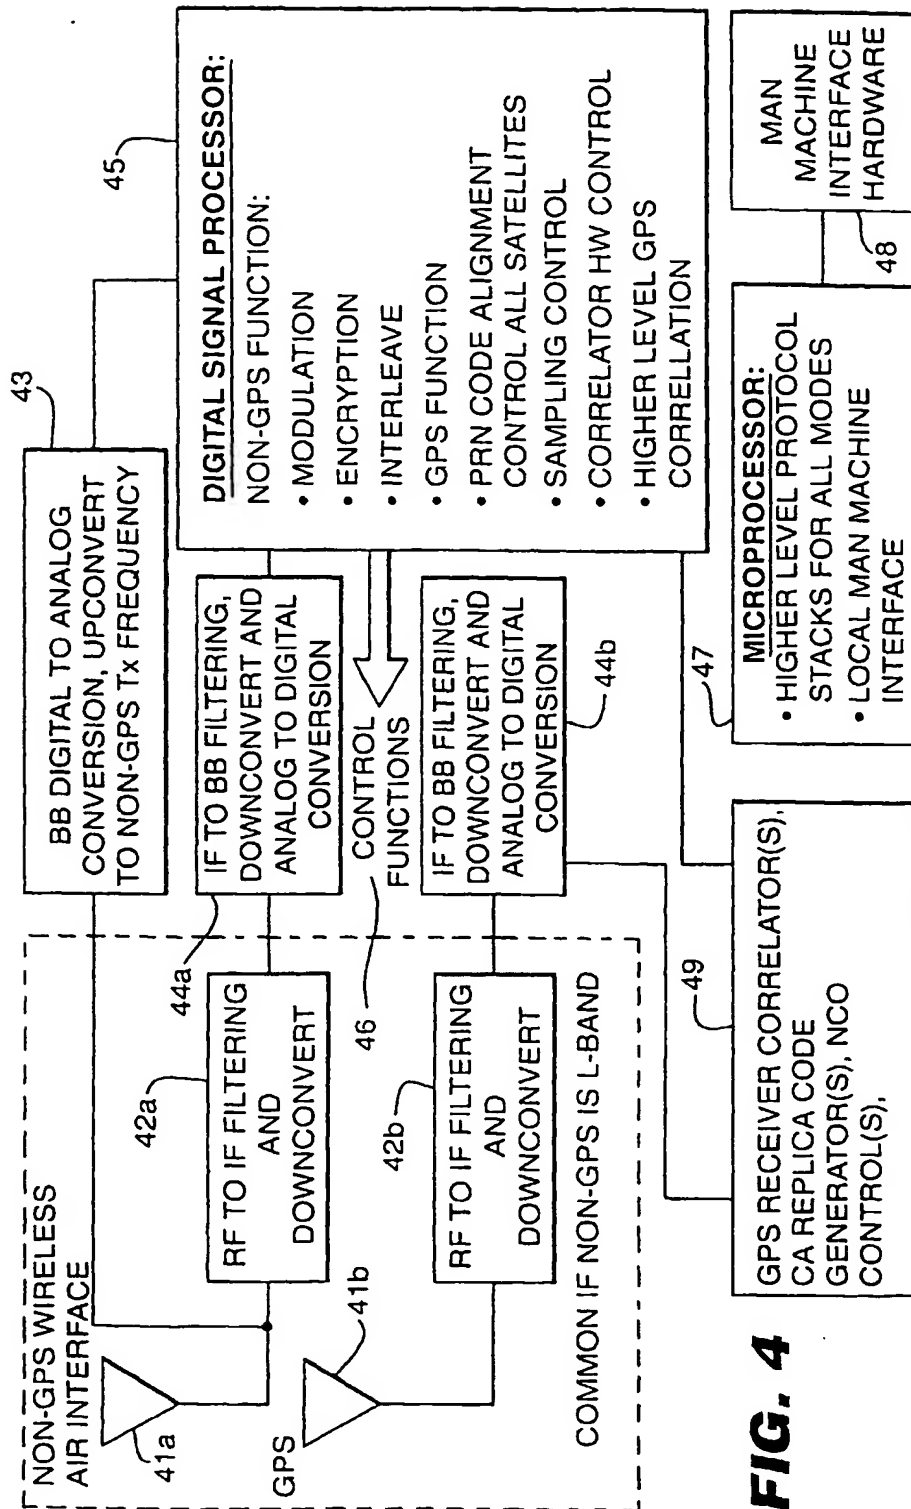 NON-GPS WIRELESS
AIR INTERFACE
41a
GPS
41b
42a
RF TO IF FILTERING
AND
DOWNCONVERT
42b
RF TO IF FILTERING
AND
DOWNCONVERT
COMMON IF NON-GPS IS L-BAND
43
BB DIGITAL TO ANALOG
CONVERSION, UPCONVERT
TO NON-GPS Tx FREQUENCY
44a
IF TO BB FILTERING,
DOWNCONVERT AND
ANALOG TO DIGITAL
CONVERSION
46
CONTROL
FUNCTIONS
IF TO BB FILTERING,
DOWNCONVERT AND
ANALOG TO DIGITAL
CONVERSION
44b
45
DIGITAL SIGNAL PROCESSOR:
NON-GPS FUNCTION:
• MODULATION
• ENCRYPTION
• INTERLEAVE
• GPS FUNCTION
• PRN CODE ALIGNMENT
CONTROL ALL SATELLITES
• SAMPLING CONTROL
• CORRELATOR HW CONTROL
• HIGHER LEVEL GPS
CORRELATION
49
GPS RECEIVER CORRELATOR(S),
CA REPLICA CODE
GENERATOR(S), NCO
CONTROL(S),
47
MICROPROCESSOR:
• HIGHER LEVEL PROTOCOL
STACKS FOR ALL MODES
• LOCAL MAN MACHINE
INTERFACE
48
MAN
MACHINE
INTERFACE
HARDWARE
FIG. 4